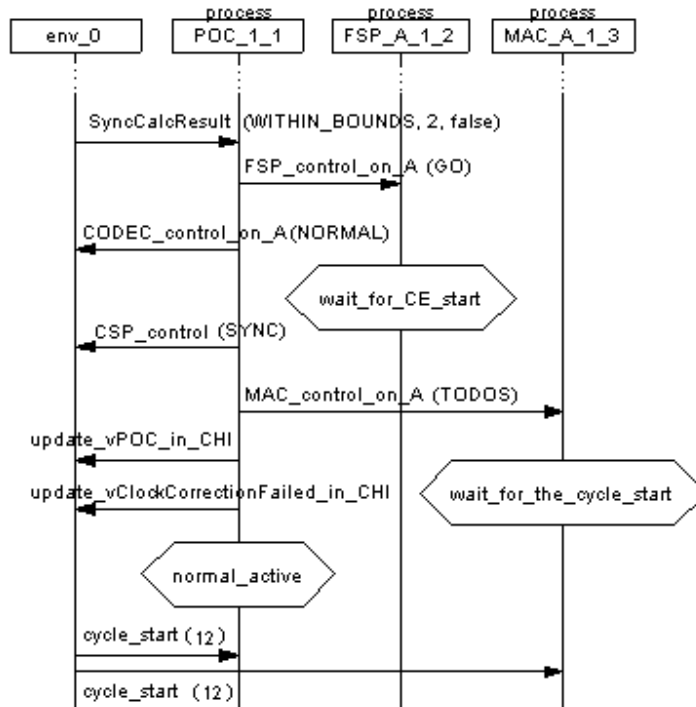 process process process
env_0 POC_1_1 FSP_A_1_2 MAC_A_1_3
SyncCalcResult (WITHIN_BOUNDS, 2, false)
FSP_control_on_A (GO)
CODEC_control_on_A(NORMAL)
wait_for_CE_start
CSP_control (SYNC)
MAC_control_on_A (TODOS)
update_vPOC_in_CHI
update_vClockCorrectionFailed_in_CHI
wait_for_the_cycle_start
normal_active
cycle_start (12)
cycle_start (12)